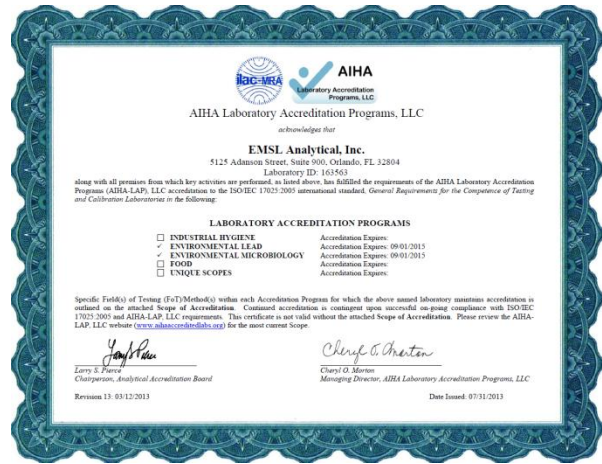 ilac-MRA
AIHA
Laboratory Accreditation
Programs, LLC
AIHA Laboratory Accreditation Programs, LLC
acknowledges that
EMSL Analytical, Inc.
5125 Adanson Street, Suite 900, Orlando, FL 32804
Laboratory ID: 163563
along with all premises from which key activities are performed, as listed above, has fulfilled the requirements of the AIHA Laboratory Accreditation
Programs (AIHA-LAP), LLC accreditation to the ISO/IEC 17025:2005 international standard, General Requirements for the Competence of Testing
and Calibration Laboratories in the following:
LABORATORY ACCREDITATION PROGRAMS
☐ INDUSTRIAL HYGIENE Accreditation Expires:
✓ ENVIRONMENTAL LEAD Accreditation Expires: 09/01/2015
✓ ENVIRONMENTAL MICROBIOLOGY Accreditation Expires: 09/01/2015
☐ FOOD Accreditation Expires:
☐ UNIQUE SCOPES Accreditation Expires:
Specific Field(s) of Testing (FoT)/Method(s) within each Accreditation Program for which the above named laboratory maintains accreditation is
outlined on the attached Scope of Accreditation. Continued accreditation is contingent upon successful on-going compliance with ISO/IEC
17025:2005 and AIHA-LAP, LLC requirements. This certificate is not valid without the attached Scope of Accreditation. Please review the AIHA-
LAP, LLC website (www.aihaaccreditedlabs.org) for the most current Scope.
Larry S. Pierce Cheryl O. Morton
Chairperson, Analytical Accreditation Board Managing Director, AIHA Laboratory Accreditation Programs, LLC
Revision 13: 03/12/2013 Date Issued: 07/31/2013